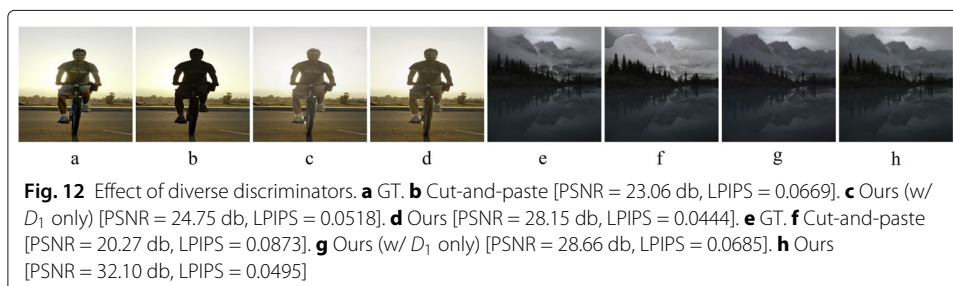 a b c d e f g h
Fig. 12 Effect of diverse discriminators. a GT. b Cut-and-paste [PSNR = 23.06 db, LPIPS = 0.0669]. c Ours (w/
D₁ only) [PSNR = 24.75 db, LPIPS = 0.0518]. d Ours [PSNR = 28.15 db, LPIPS = 0.0444]. e GT. f Cut-and-paste
[PSNR = 20.27 db, LPIPS = 0.0873]. g Ours (w/ D₁ only) [PSNR = 28.66 db, LPIPS = 0.0685]. h Ours
[PSNR = 32.10 db, LPIPS = 0.0495]